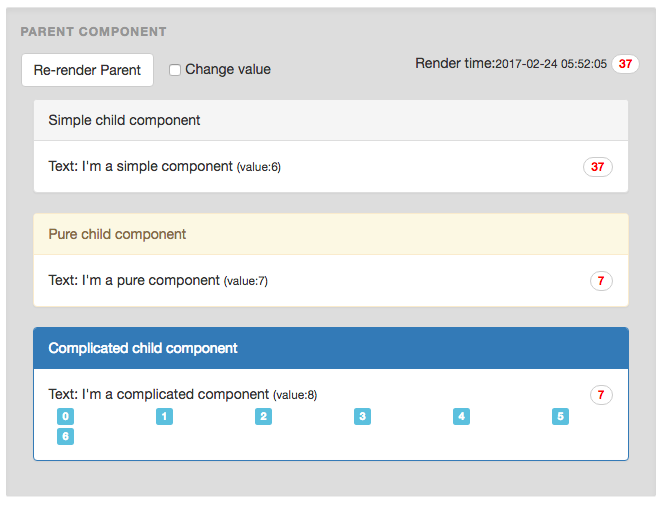 PARENT COMPONENT
Re-render Parent Change value Render time:2017-02-24 05:52:05 37
Simple child component
Text: I'm a simple component (value:6) 37
Pure child component
Text: I'm a pure component (value:7) 7
Complicated child component
Text: I'm a complicated component (value:8) 7
0 1 2 3 4 5
6